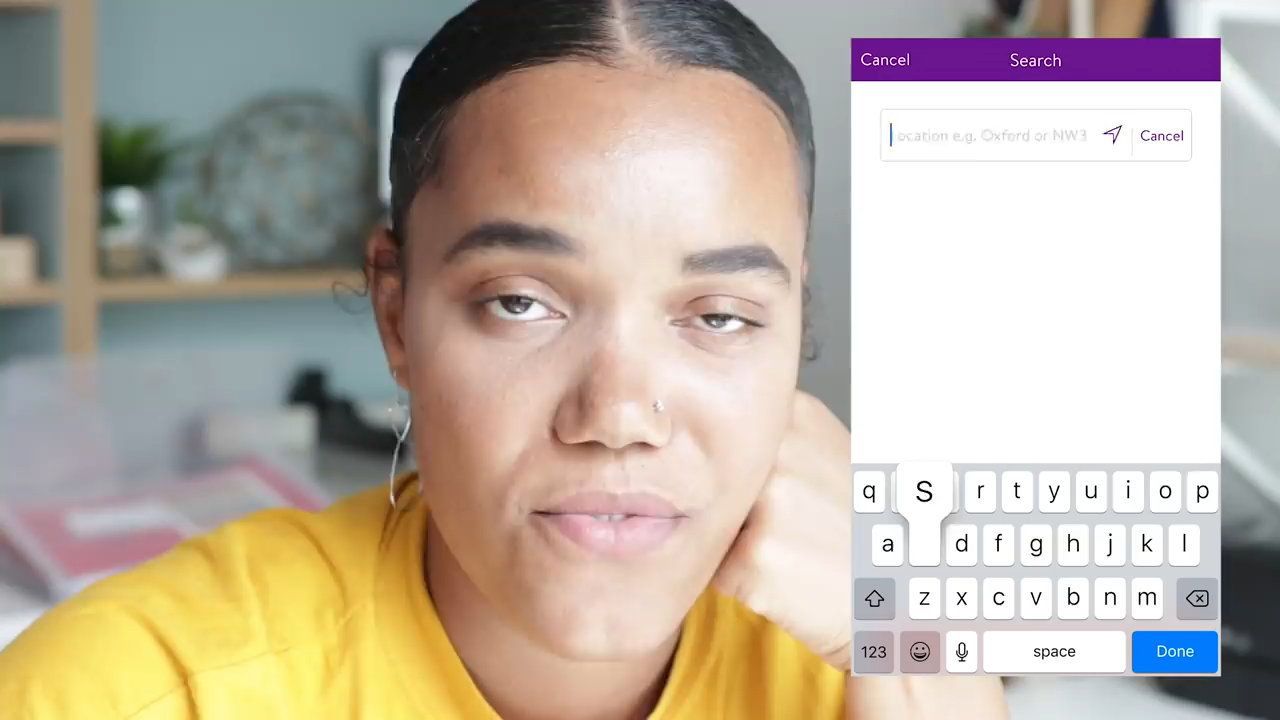 Cancel Search
ocation e.g. Oxford or NW3 Cancel
q S r t y u i o p
a d f g h j k l
z x c v b n m
123 space Done